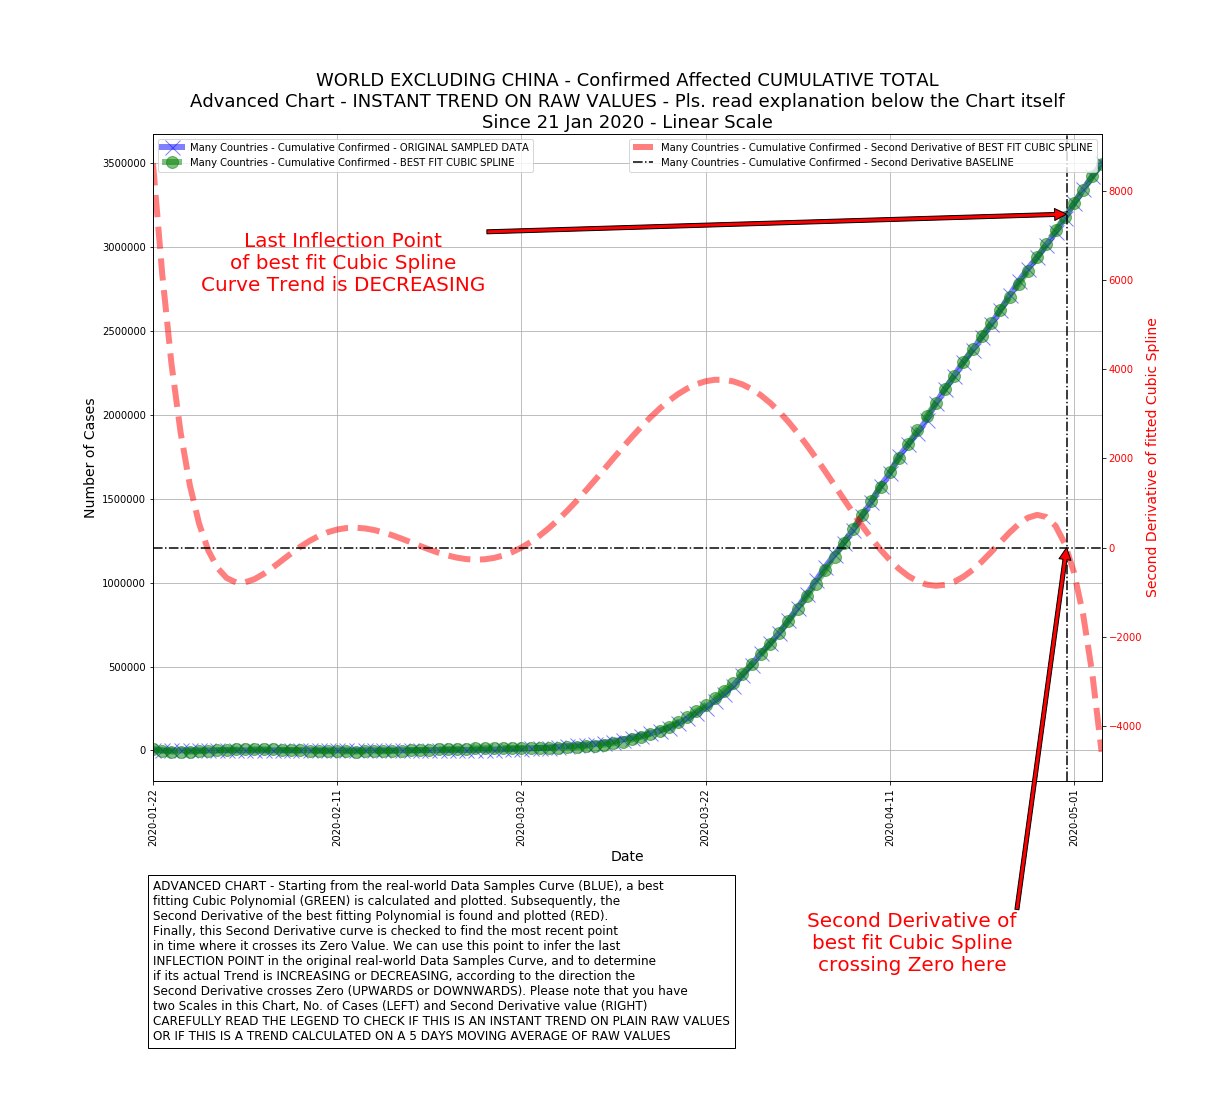 WORLD EXCLUDING CHINA - Confirmed Affected CUMULATIVE TOTAL
Advanced Chart - INSTANT TREND ON RAW VALUES - Pls. read explanation below the Chart itself
Since 21 Jan 2020 - Linear Scale
Many Countries - Cumulative Confirmed - ORIGINAL SAMPLED DATA
Many Countries - Cumulative Confirmed - BEST FIT CUBIC SPLINE
Many Countries - Cumulative Confirmed - Second Derivative of BEST FIT CUBIC SPLINE
Many Countries - Cumulative Confirmed - Second Derivative BASELINE
Last Inflection Point
of best fit Cubic Spline
Curve Trend is DECREASING
Number of Cases
3500000
3000000
2500000
2000000
1500000
1000000
500000
0
8000
6000
4000
2000
0
−2000
−4000
Second Derivative of fitted Cubic Spline
2020-01-22
2020-02-11
2020-03-02
2020-03-22
2020-04-11
2020-05-01
Date
ADVANCED CHART - Starting from the real-world Data Samples Curve (BLUE), a best
fitting Cubic Polynomial (GREEN) is calculated and plotted. Subsequently, the
Second Derivative of the best fitting Polynomial is found and plotted (RED).
Finally, this Second Derivative curve is checked to find the most recent point
in time where it crosses its Zero Value. We can use this point to infer the last
INFLECTION POINT in the original real-world Data Samples Curve, and to determine
if its actual Trend is INCREASING or DECREASING, according to the direction the
Second Derivative crosses Zero (UPWARDS or DOWNWARDS). Please note that you have
two Scales in this Chart, No. of Cases (LEFT) and Second Derivative value (RIGHT)
CAREFULLY READ THE LEGEND TO CHECK IF THIS IS AN INSTANT TREND ON PLAIN RAW VALUES
OR IF THIS IS A TREND CALCULATED ON A 5 DAYS MOVING AVERAGE OF RAW VALUES
Second Derivative of
best fit Cubic Spline
crossing Zero here